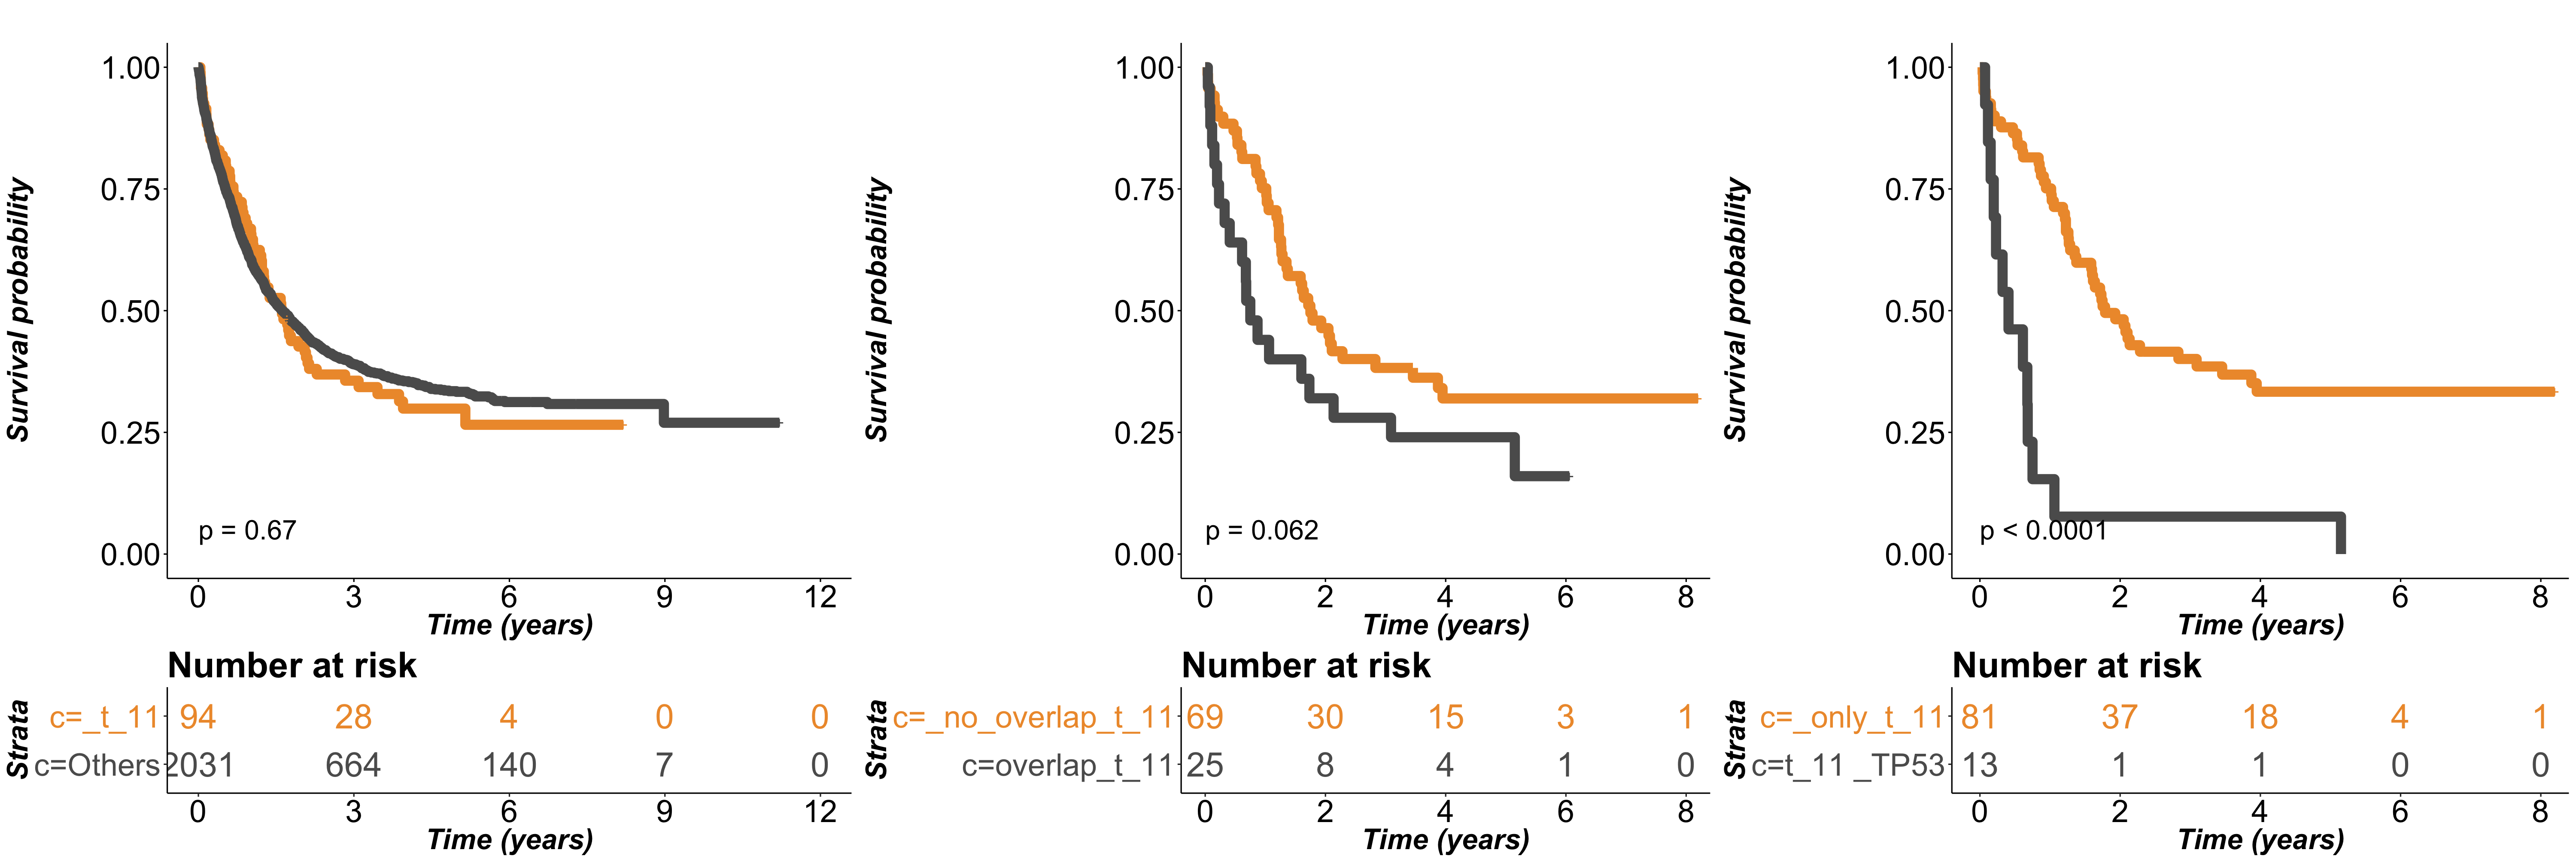 Survival probability
1.00
0.75
0.50
0.25
0.00
p = 0.67
0 3 6 9 12
Time (years)
Number at risk
Strata
c=_t_11 94 28 4 0 0
c=Others 2031 664 140 7 0
0 3 6 9 12
Time (years)
Survival probability
1.00
0.75
0.50
0.25
0.00
p = 0.062
0 2 4 6 8
Time (years)
Number at risk
Strata
c=_no_overlap_t_11 69 30 15 3 1
c=overlap_t_11 25 8 4 1 0
0 2 4 6 8
Time (years)
Survival probability
1.00
0.75
0.50
0.25
0.00
p < 0.0001
0 2 4 6 8
Time (years)
Number at risk
Strata
c=_only_t_11 81 37 18 4 1
c=t_11 _TP53 13 1 1 0 0
0 2 4 6 8
Time (years)